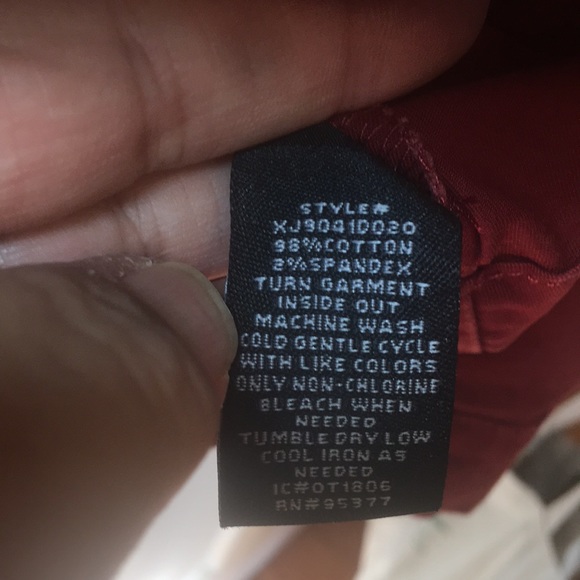 STYLE#
XJ9041D020
98%COTTON
2%SPANDEX
TURN GARMENT
INSIDE OUT
MACHINE WASH
COLD GENTLE CYCLE
WITH LIKE COLORS
ONLY NON-CHLORINE
BLEACH WHEN
NEEDED
TUMBLE DRY LOW
COOL IRON AS
NEEDED
IC#OT1806
RN#95377